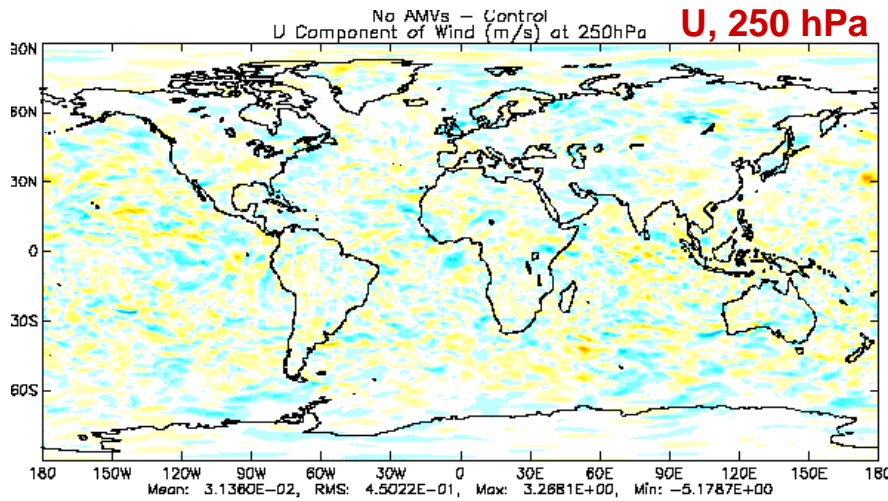 No AMVs – Control
U Component of Wind (m/s) at 250hPa
U, 250 hPa
90N
60N
30N
0
30S
60S
180 150W 120W 90W 60W 30W 0 30E 60E 90E 120E 150E 180
Mean: 3.1360E-02, RMS: 4.5022E-01, Max: 3.2681E+00, Min: -5.1787E+00